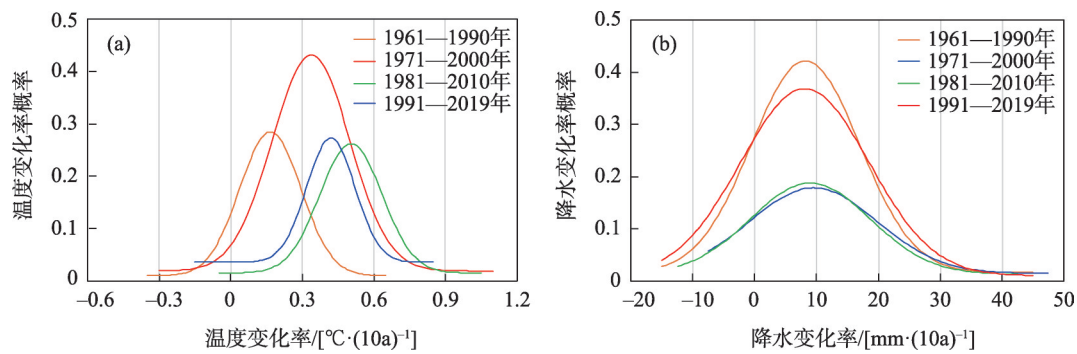 (a)
1961—1990年
1971—2000年
1981—2010年
1991—2019年
温度变化率概率
0.5
0.4
0.3
0.2
0.1
0
–0.6
–0.3
0
0.3
0.6
0.9
1.2
温度变化率/[℃·(10a)⁻¹]
(b)
1961—1990年
1971—2000年
1981—2010年
1991—2019年
降水变化率概率
0.5
0.4
0.3
0.2
0.1
0
–20
–10
0
10
20
30
40
50
降水变化率/[mm·(10a)⁻¹]